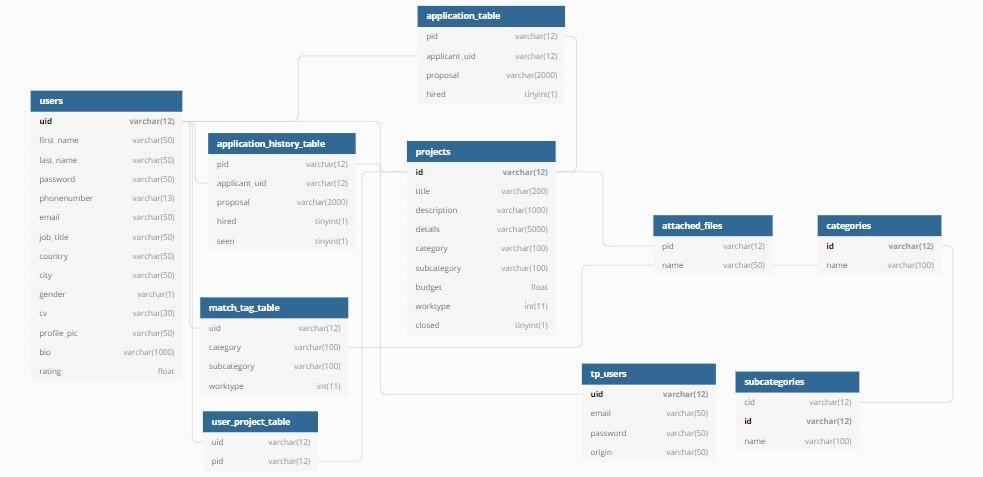 application_table
pid varchar(12)
applicant_uid varchar(12)
proposal varchar(2000)
hired tinyint(1)
users
uid varchar(12)
first_name varchar(50)
last_name varchar(50)
password varchar(50)
phonenumber varchar(13)
email varchar(50)
job_title varchar(50)
country varchar(50)
city varchar(50)
gender varchar(1)
cv varchar(30)
profile_pic varchar(50)
bio varchar(1000)
rating float
application_history_table
pid varchar(12)
applicant_uid varchar(12)
proposal varchar(2000)
hired tinyint(1)
seen tinyint(1)
projects
id varchar(12)
title varchar(200)
description varchar(1000)
details varchar(5000)
category varchar(100)
subcategory varchar(100)
budget float
worktype int(11)
closed tinyint(1)
attached_files
pid varchar(12)
name varchar(50)
categories
id varchar(12)
name varchar(100)
match_tag_table
uid varchar(12)
category varchar(100)
subcategory varchar(100)
worktype int(11)
user_project_table
uid varchar(12)
pid varchar(12)
tp_users
uid varchar(12)
email varchar(50)
password varchar(50)
origin varchar(50)
subcategories
cid varchar(12)
id varchar(12)
name varchar(100)